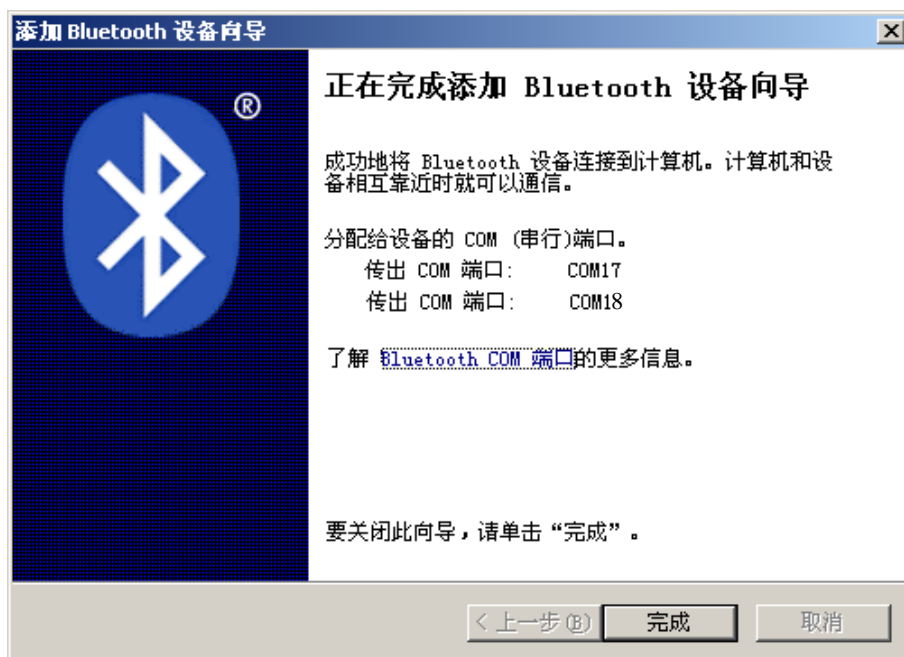 添加 Bluetooth 设备向导
®
正在完成添加 Bluetooth 设备向导
成功地将 Bluetooth 设备连接到计算机。计算机和设
备相互靠近时就可以通信。
分配给设备的 COM (串行)端口。
传出 COM 端口: COM17
传出 COM 端口: COM18
了解 Bluetooth COM 端口的更多信息。
要关闭此向导，请单击“完成”。
< 上一步(B) 完成 取消